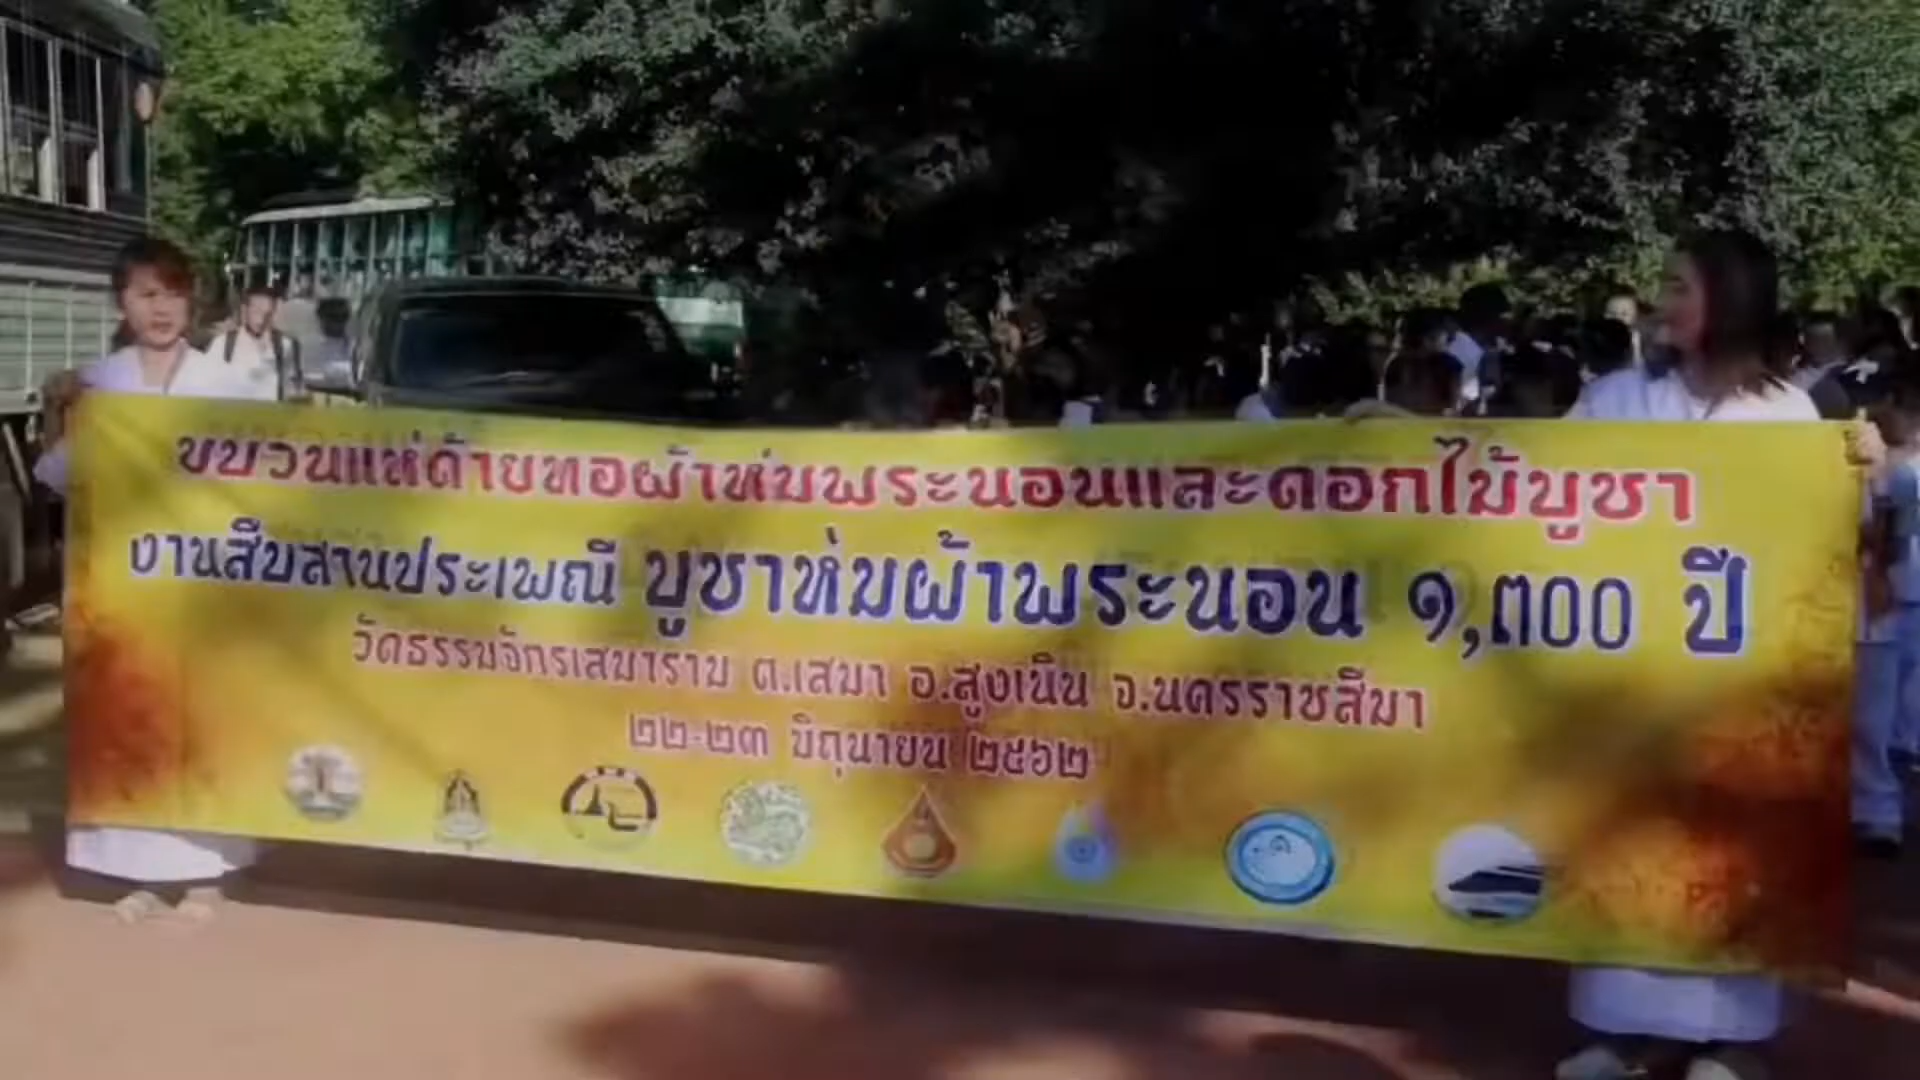 ขบวนแห่ด้ายทอผ้าห่มพระนอนและดอกไม้บูชา
งานสืบสานประเพณี บูชาห่มผ้าพระนอน ๑,๓๐๐ ปี
วัดธรรมจักรเสมาราม ต.เสมา อ.สูงเนิน จ.นครราชสีมา
๒๒-๒๓ มิถุนายน ๒๕๖๒